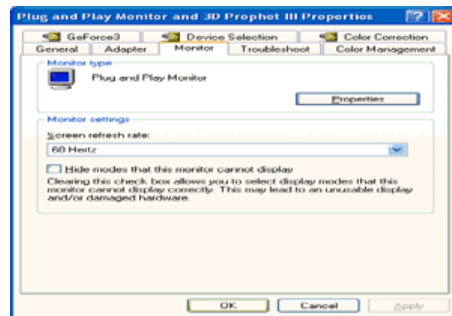 Plug and Play Monitor and 3D Prophet III Properties
GeForce3 Device Selection Color Correction
General Adapter Monitor Troubleshoot Color Management
Monitor type
Plug and Play Monitor
Properties
Monitor settings
Screen refresh rate:
60 Hertz
Hide modes that this monitor cannot display
Clearing this check box allows you to select display modes that this
monitor cannot display correctly. This may lead to an unusable display
and/or damaged hardware.
OK Cancel Apply